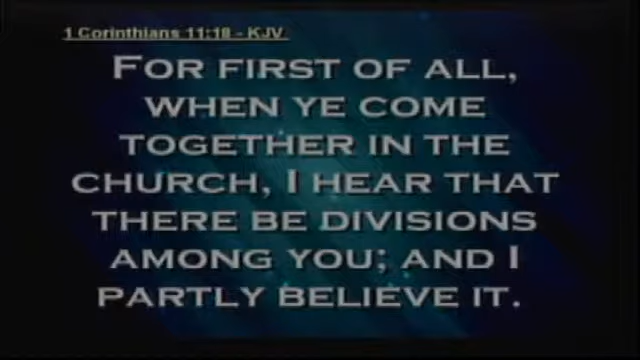 1 Corinthians 11:18 - KJV
FOR FIRST OF ALL,
WHEN YE COME
TOGETHER IN THE
CHURCH, I HEAR THAT
THERE BE DIVISIONS
AMONG YOU; AND I
PARTLY BELIEVE IT.